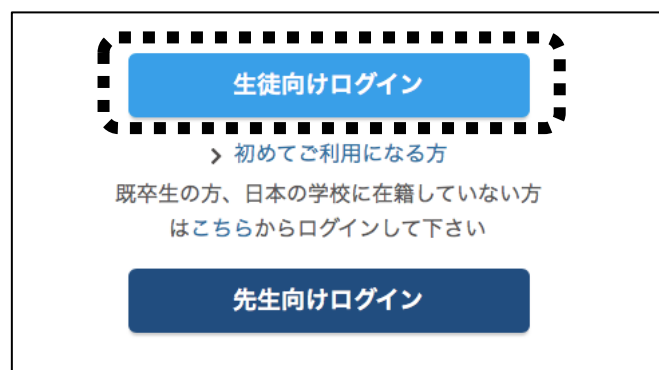 生徒向けログイン
初めてご利用になる方
既卒生の方、日本の学校に在籍していない方
はこちらからログインして下さい
先生向けログイン